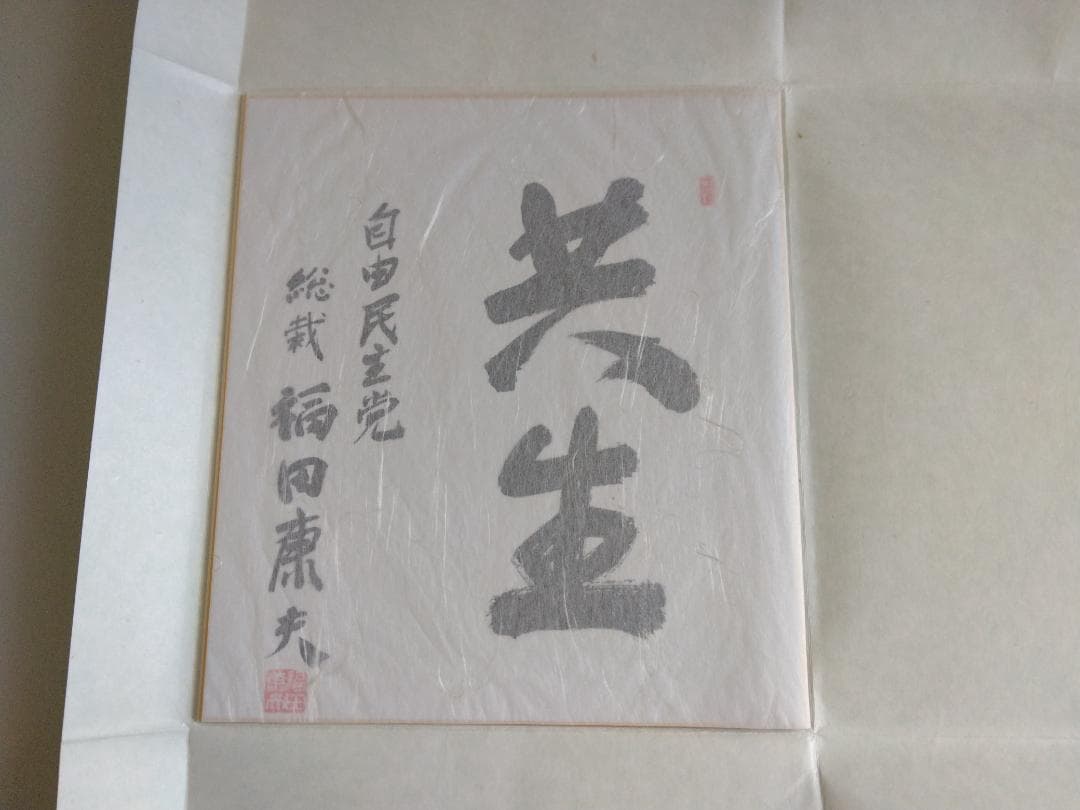 共生
自由民主党
総裁 福田康夫